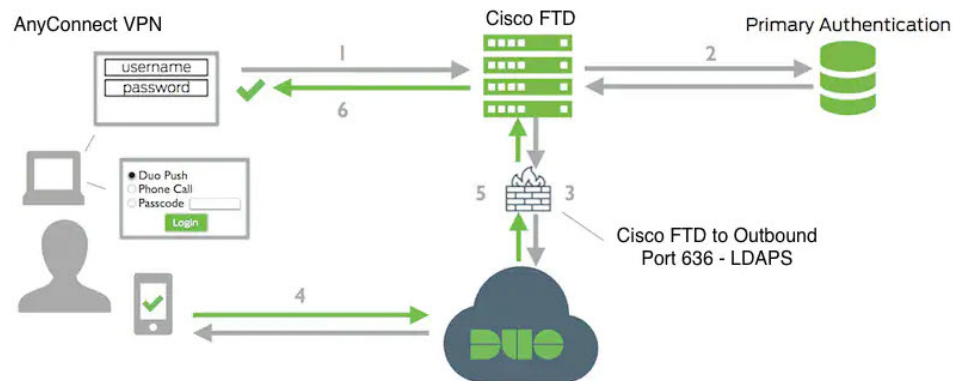 AnyConnect VPN
Cisco FTD
Primary Authentication
username
password
1
2
6
Duo Push
Phone Call
Passcode
Login
5
3
Cisco FTD to Outbound
Port 636 - LDAPS
4
DUO